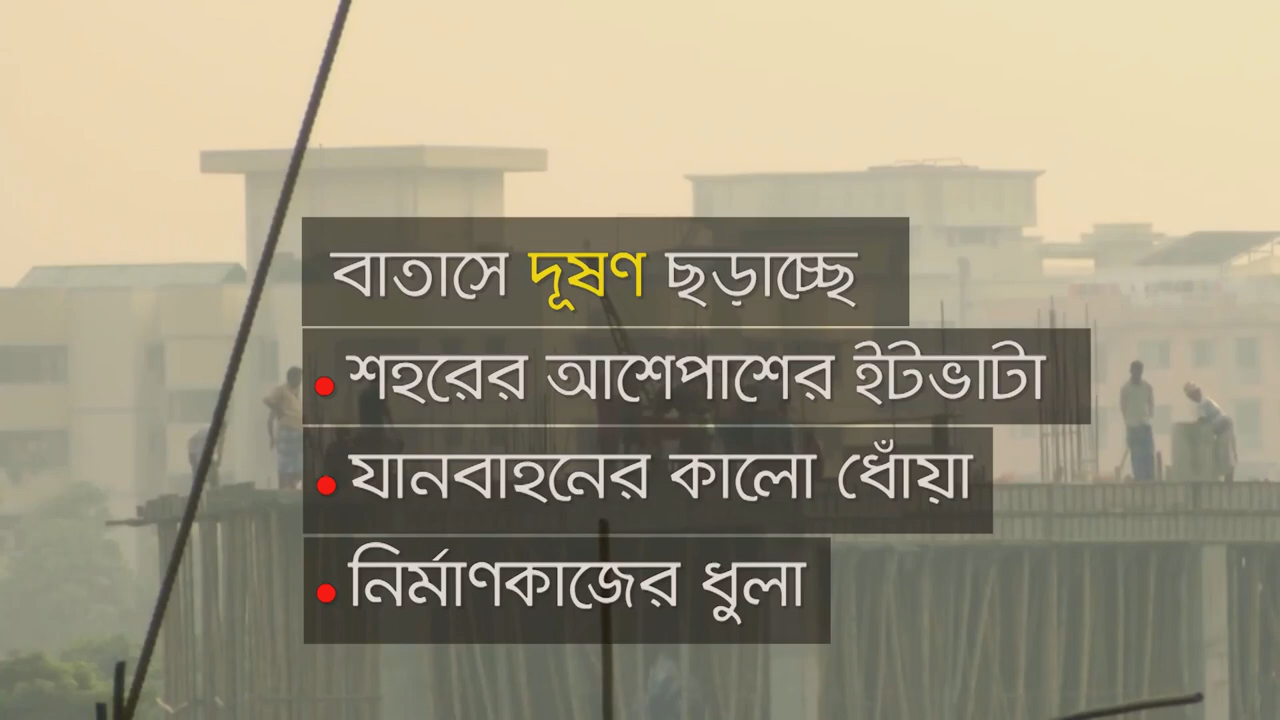 বাতাসে দূষণ ছড়াচ্ছে
শহরের আশেপাশের ইটভাটা
যানবাহনের কালো ধোঁয়া
নির্মাণকাজের ধুলা